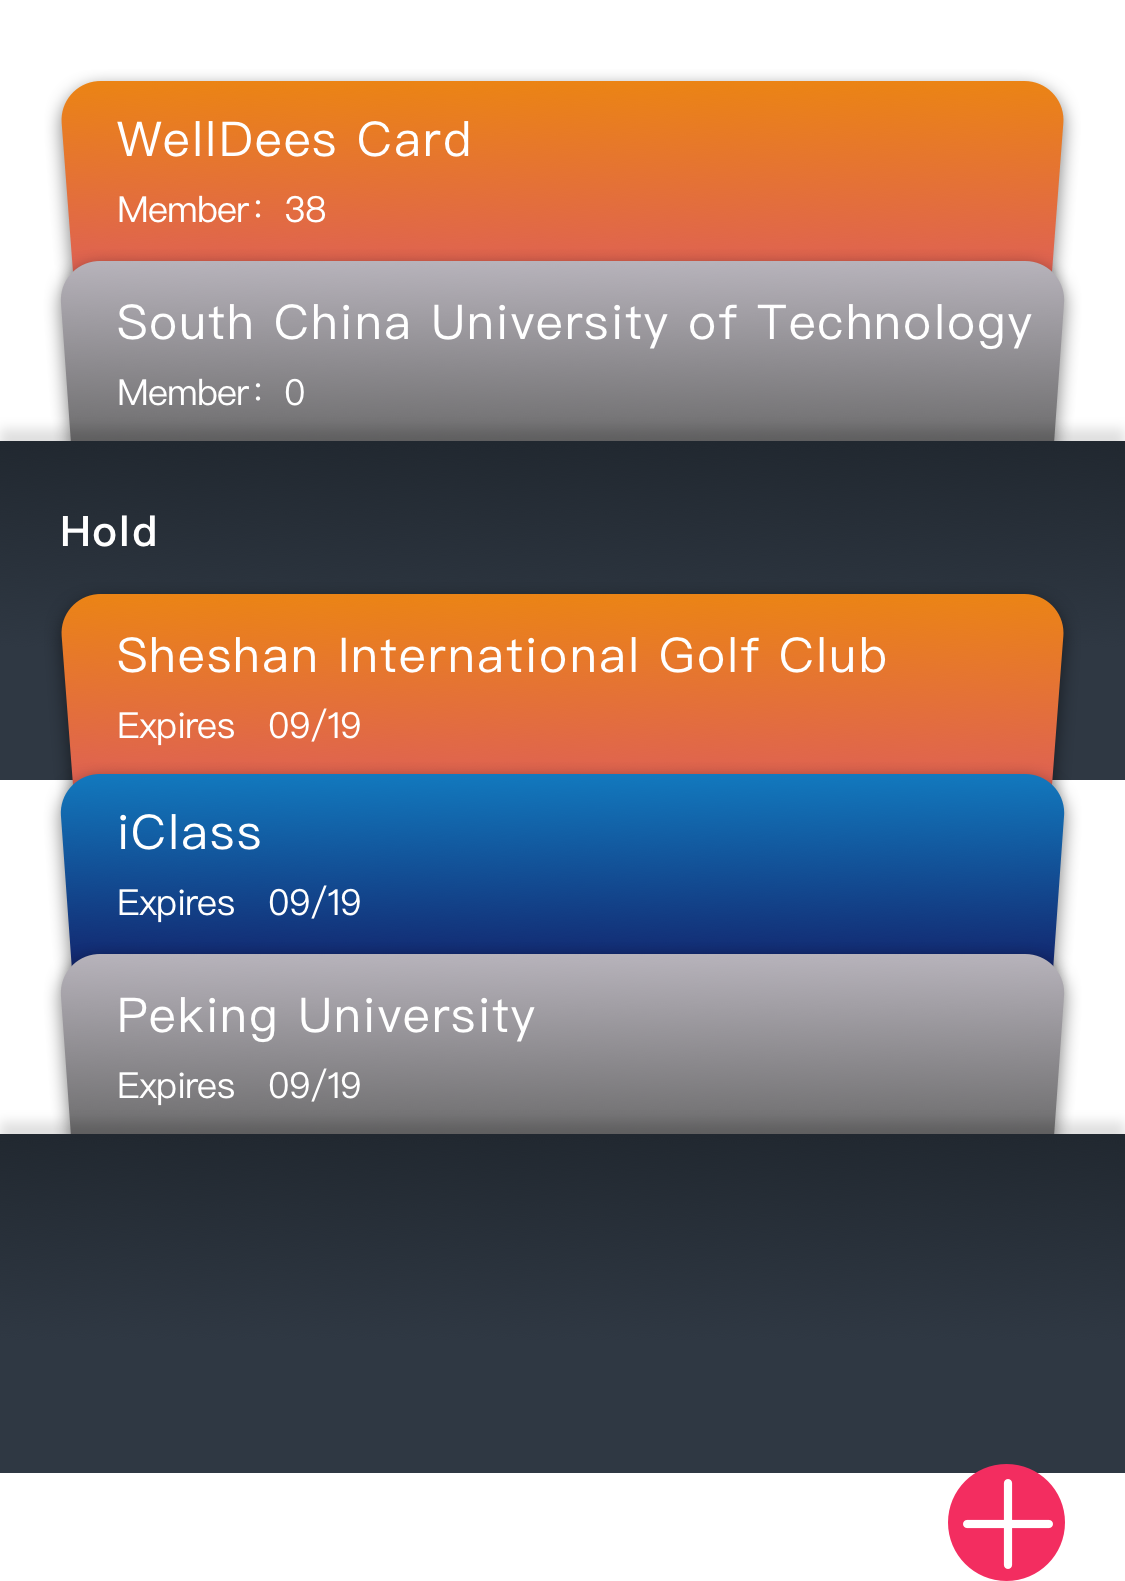 WellDees Card
Member：38
South China University of Technology
Member：0
Hold
Sheshan International Golf Club
Expires 09/19
iClass
Expires 09/19
Peking University
Expires 09/19